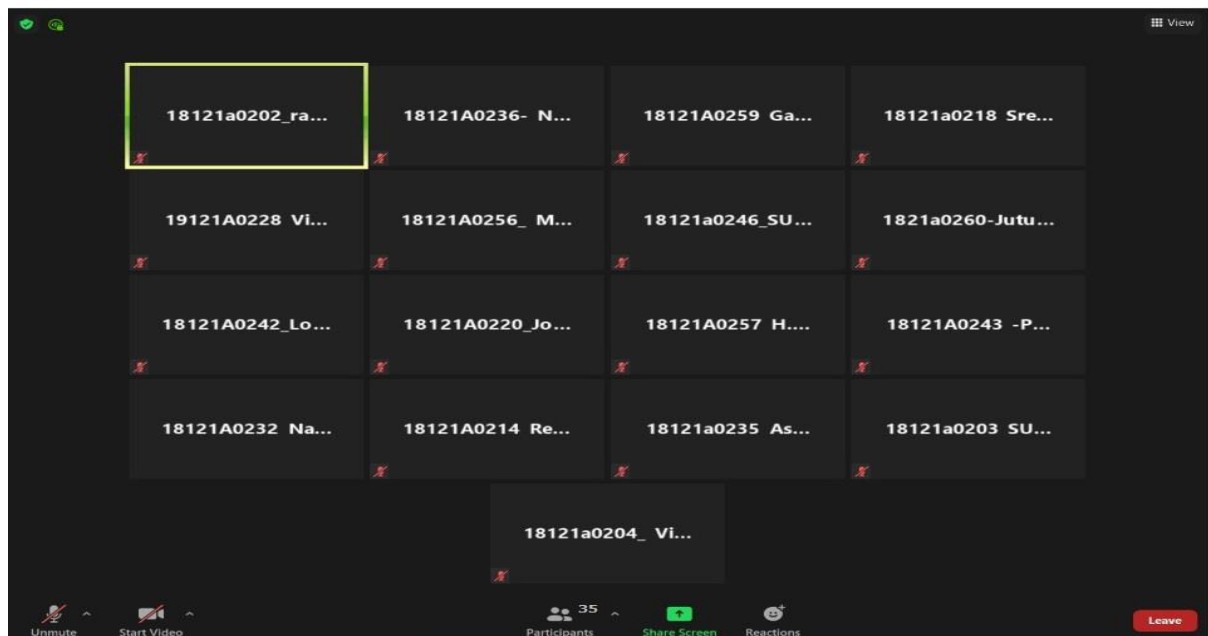 View
18121a0202_ra...
18121A0236- N...
18121A0259 Ga...
18121a0218 Sre...
19121A0228 Vi...
18121A0256_ M...
18121a0246_SU...
1821a0260-Jutu...
18121A0242_Lo...
18121A0220_Jo...
18121A0257 H....
18121A0243 -P...
18121A0232 Na...
18121A0214 Re...
18121a0235 As...
18121a0203 SU...
18121a0204_ Vi...
35
Unmute
Start Video
Participants
Share Screen
Reactions
Leave